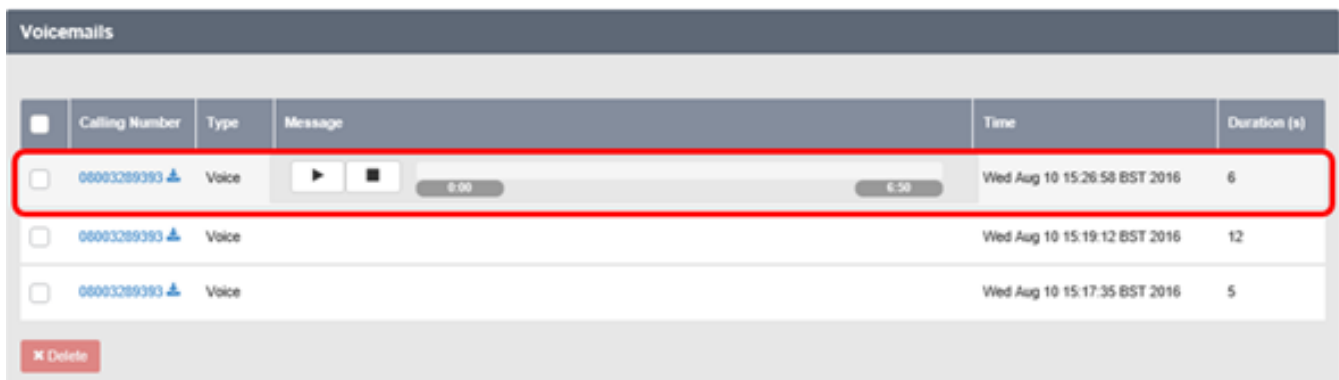 Voicemails
Calling Number Type Message Time Duration (s)
08003289393 Voice 0:00 6:50 Wed Aug 10 15:26:58 BST 2016 6
08003289393 Voice Wed Aug 10 15:19:12 BST 2016 12
08003289393 Voice Wed Aug 10 15:17:35 BST 2016 5
Delete